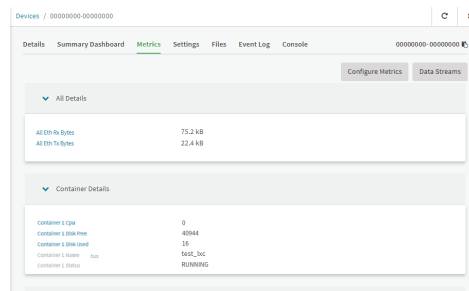 Devices / 00000000-00000000
Details Summary Dashboard Metrics Settings Files Event Log Console 00000000-00000000
Configure Metrics Data Streams
All Details
All Eth Rx Bytes 75.2 kB
All Eth Tx Bytes 22.4 kB
Container Details
Container 1 Cpu 0
Container 1 Disk Free 40944
Container 1 Disk Used 16
Container 1 Name test_lxc
Container 1 Status RUNNING